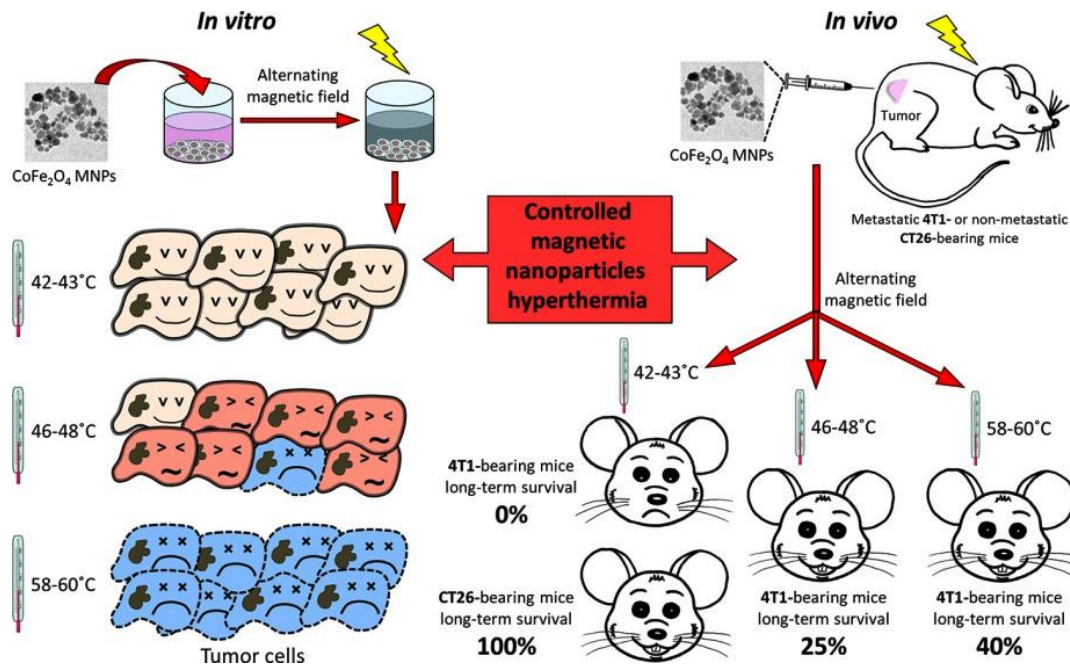 In vitro
Alternating
magnetic field
CoFe₂O₄ MNPs
42-43˚C
46-48˚C
58-60˚C
Tumor cells
Controlled
magnetic
nanoparticles
hyperthermia
In vivo
Tumor
CoFe₂O₄ MNPs
Metastatic 4T1- or non-metastatic
CT26-bearing mice
Alternating
magnetic field
42-43˚C
46-48˚C
58-60˚C
4T1-bearing mice
long-term survival
0%
CT26-bearing mice
long-term survival
100%
4T1-bearing mice
long-term survival
25%
4T1-bearing mice
long-term survival
40%